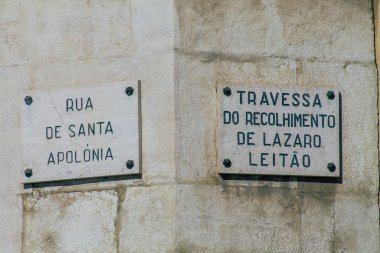 RUA
DE SANTA
APOLÓNIA
TRAVESSA
DO RECOLHIMENTO
DE LAZARO
LEITÃO